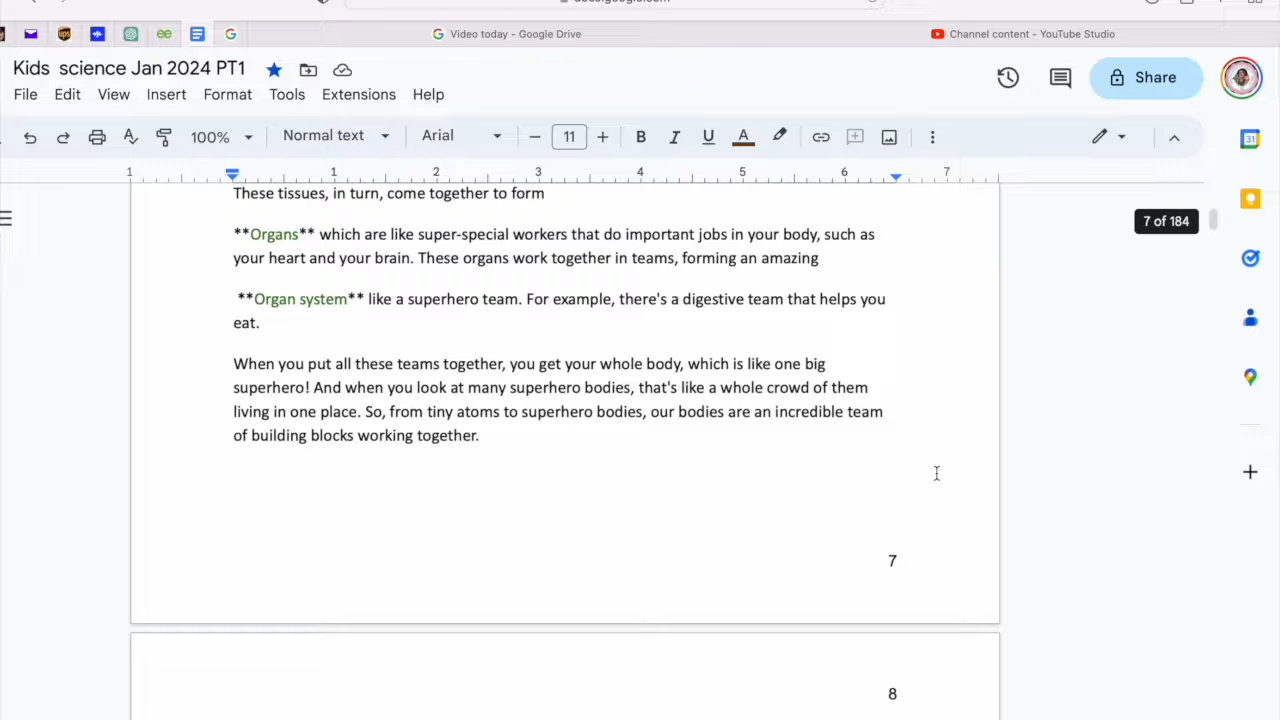 Video today - Google Drive
Channel content - YouTube Studio
Kids science Jan 2024 PT1
File Edit View Insert Format Tools Extensions Help
Share
100% Normal text Arial 11
1 1 2 3 4 5 6 7
These tissues, in turn, come together to form
**Organs** which are like super-special workers that do important jobs in your body, such as
your heart and your brain. These organs work together in teams, forming an amazing
**Organ system** like a superhero team. For example, there's a digestive team that helps you
eat.
When you put all these teams together, you get your whole body, which is like one big
superhero! And when you look at many superhero bodies, that's like a whole crowd of them
living in one place. So, from tiny atoms to superhero bodies, our bodies are an incredible team
of building blocks working together.
7
8
7 of 184
31